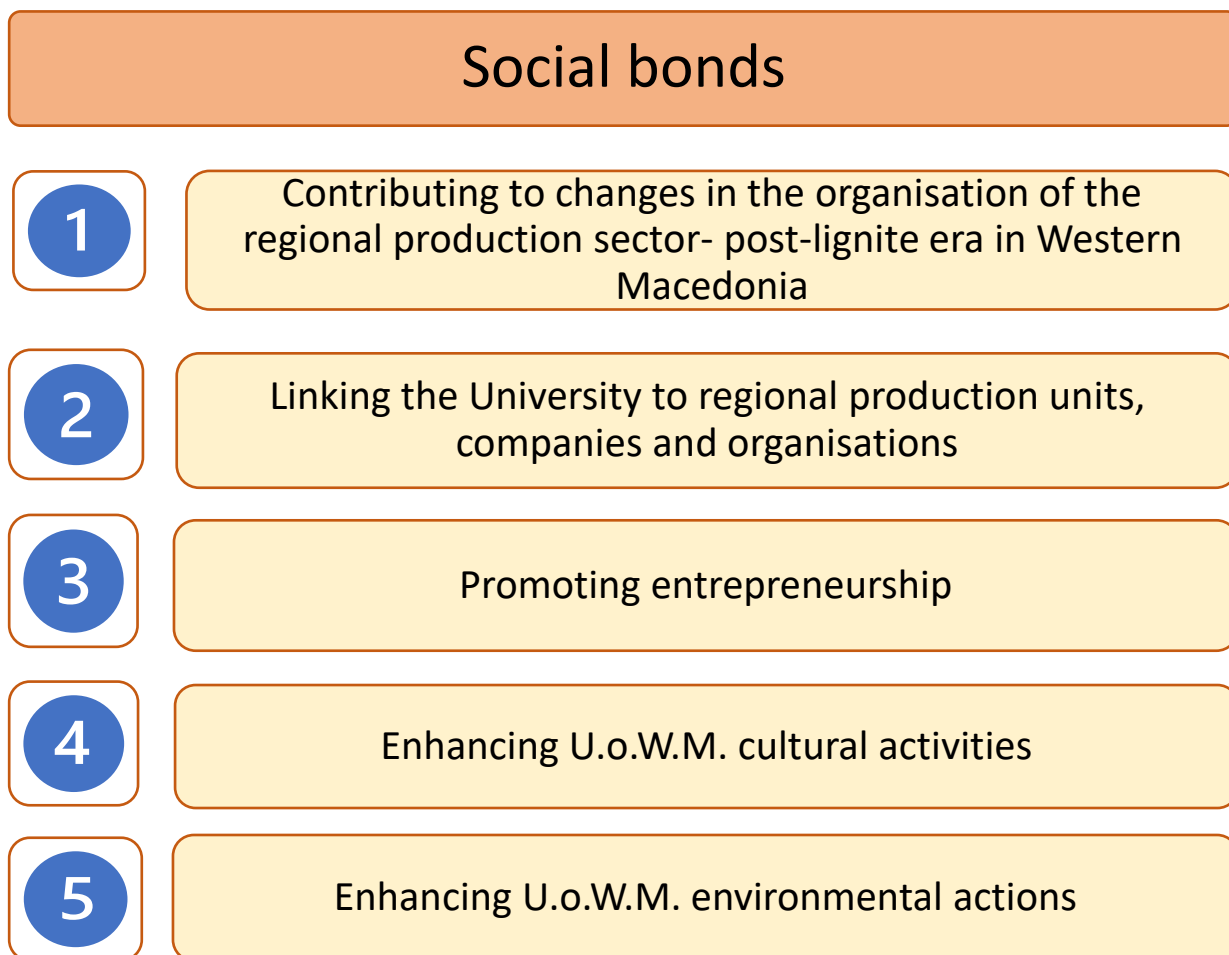 Social bonds
1
Contributing to changes in the organisation of the
regional production sector- post-lignite era in Western
Macedonia
2
Linking the University to regional production units,
companies and organisations
3
Promoting entrepreneurship
4
Enhancing U.o.W.M. cultural activities
5
Enhancing U.o.W.M. environmental actions